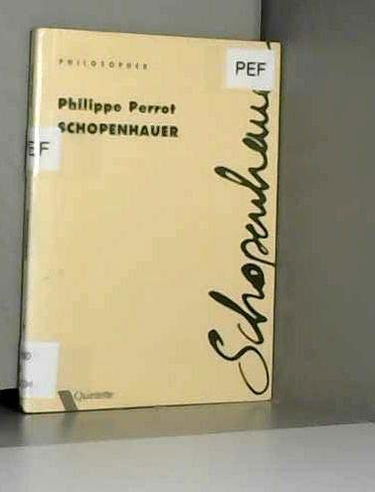 PHILOSOPHER
PEF
Philippe Perrot
SCHOPENHAUER
EF
Schopenhauer
Quintette